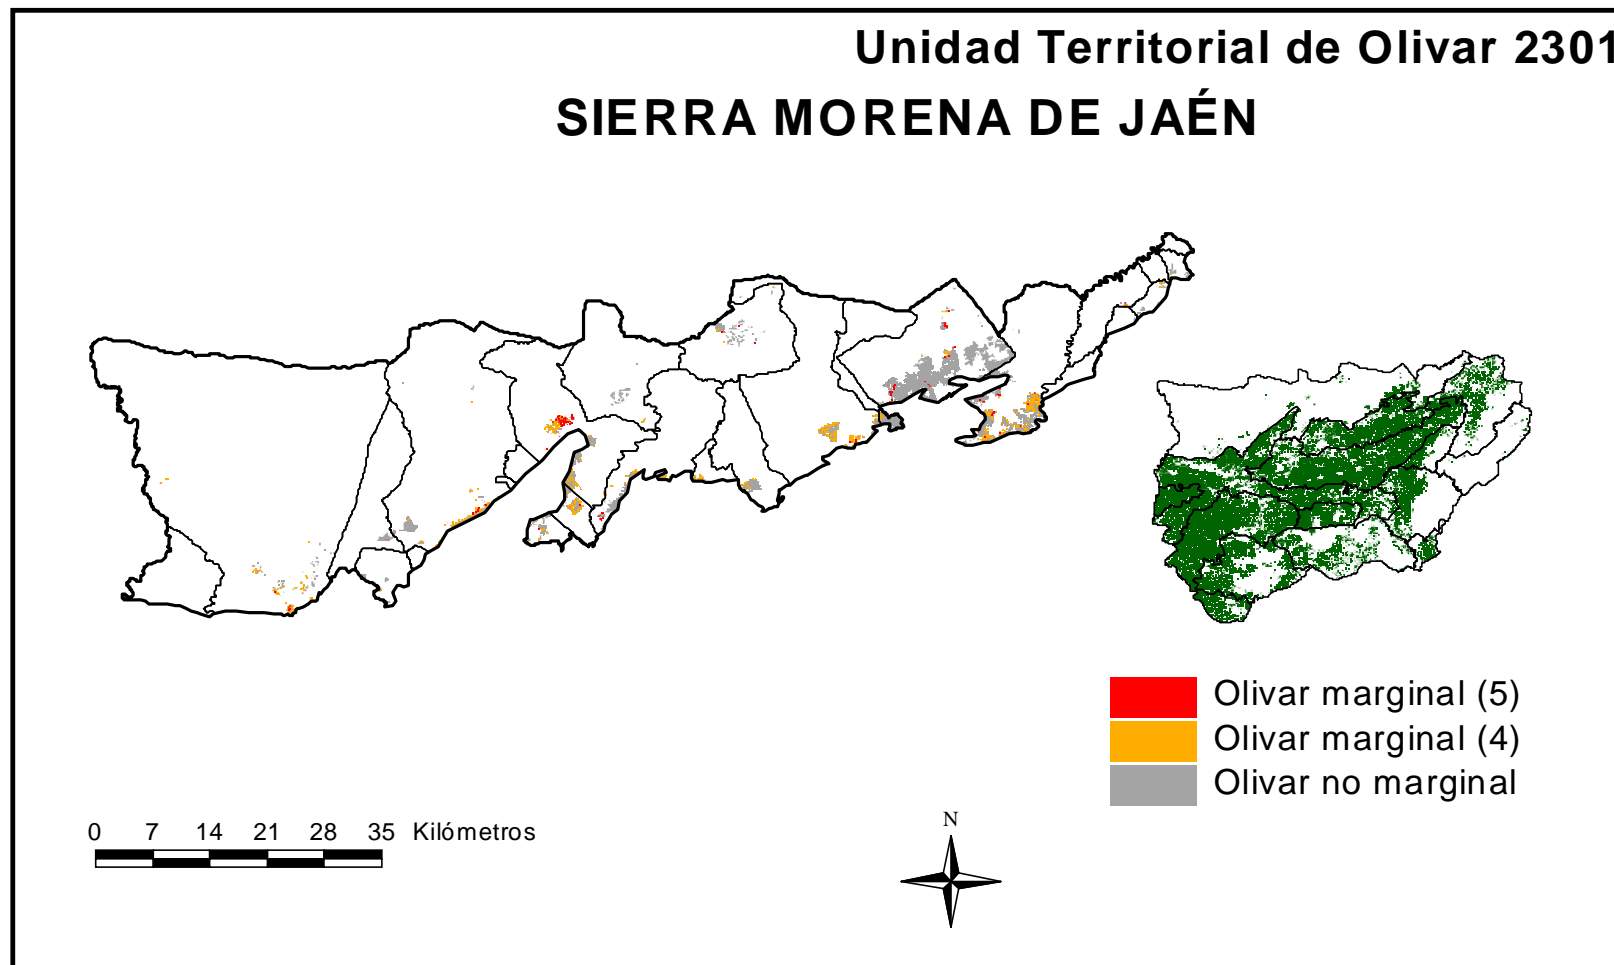 Unidad Territorial de Olivar 2301
SIERRA MORENA DE JAÉN
Olivar marginal (5)
Olivar marginal (4)
Olivar no marginal
0 7 14 21 28 35 Kilómetros
N